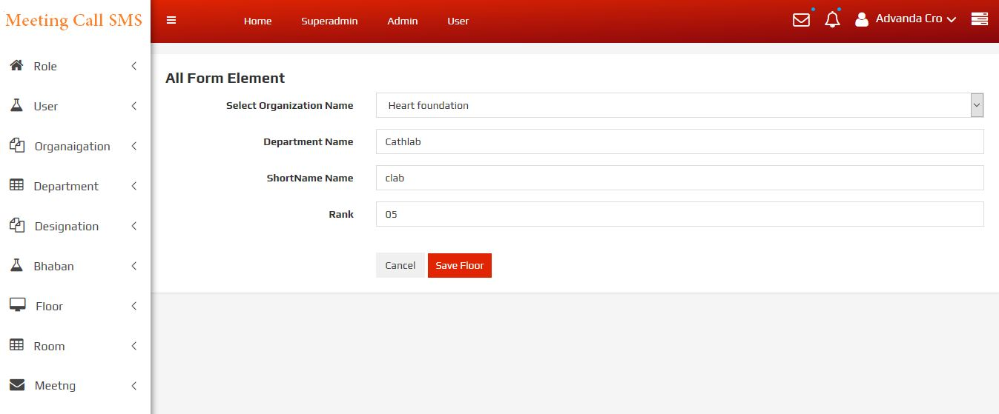 Meeting Call SMS
Home Superadmin Admin User Advanda Cro
Role
User
Organaigation
Department
Designation
Bhaban
Floor
Room
Meetng
All Form Element
Select Organization Name Heart foundation
Department Name Cathlab
ShortName Name clab
Rank 05
Cancel Save Floor